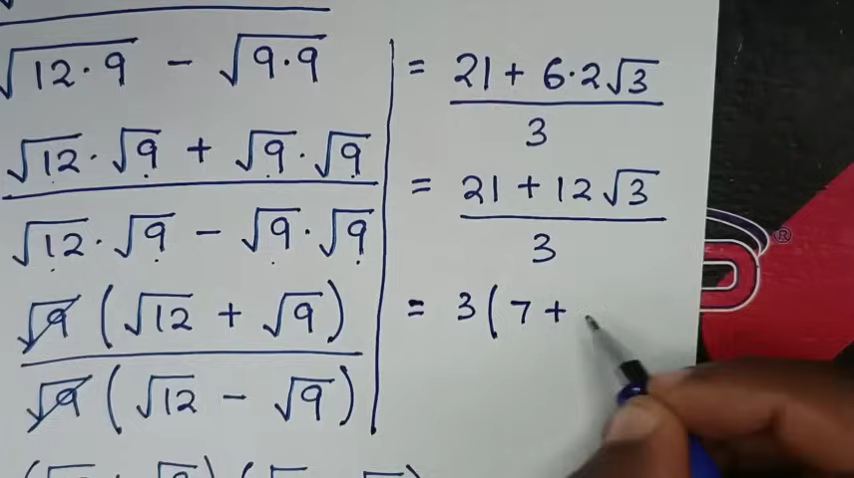 √12·9 − √9·9
√12·√9 + √9·√9
√12·√9 − √9·√9
√9 (√12 + √9)
√9 (√12 − √9)
= 21 + 6·2√3
3
= 21 + 12√3
3
= 3(7 +
®